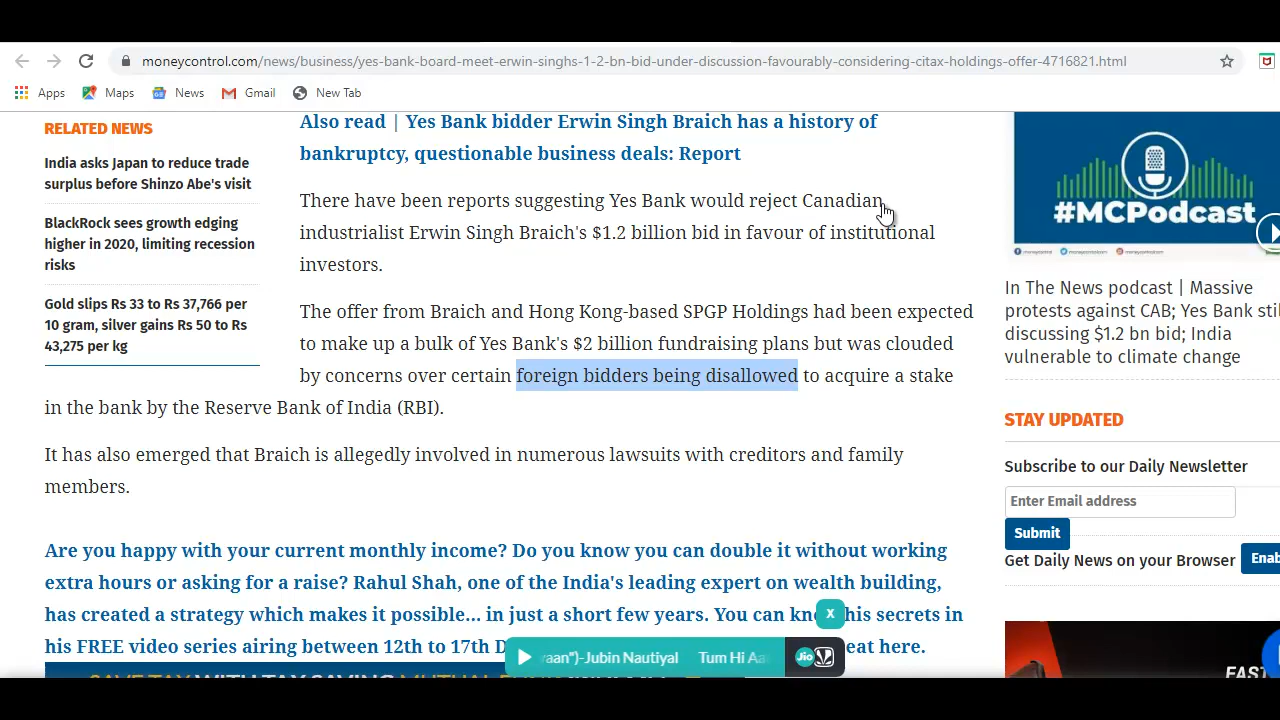 moneycontrol.com/news/business/yes-bank-board-meet-erwin-singhs-1-2-bn-bid-under-discussion-favourably-considering-citax-holdings-offer-4716821.html
Apps Maps News Gmail New Tab
RELATED NEWS
India asks Japan to reduce trade
surplus before Shinzo Abe's visit
BlackRock sees growth edging
higher in 2020, limiting recession
risks
Gold slips Rs 33 to Rs 37,766 per
10 gram, silver gains Rs 50 to Rs
43,275 per kg
Also read | Yes Bank bidder Erwin Singh Braich has a history of
bankruptcy, questionable business deals: Report
There have been reports suggesting Yes Bank would reject Canadian
industrialist Erwin Singh Braich's $1.2 billion bid in favour of institutional
investors.
The offer from Braich and Hong Kong-based SPGP Holdings had been expected
to make up a bulk of Yes Bank's $2 billion fundraising plans but was clouded
by concerns over certain foreign bidders being disallowed to acquire a stake
in the bank by the Reserve Bank of India (RBI).
It has also emerged that Braich is allegedly involved in numerous lawsuits with creditors and family
members.
Are you happy with your current monthly income? Do you know you can double it without working
extra hours or asking for a raise? Rahul Shah, one of the India's leading expert on wealth building,
has created a strategy which makes it possible... in just a short few years. You can his secrets in
his FREE video series airing between 12th to 17th here.
x
-Jubin Nautiyal Tum Hi
Jio
SAVE TAX WITH TAX SAVING MUTUAL
#MCPodcast
In The News podcast | Massive
protests against CAB; Yes Bank
discussing $1.2 bn bid; India
vulnerable to climate change
STAY UPDATED
Subscribe to our Daily Newsletter
Enter Email address
Submit
Get Daily News on your Browser